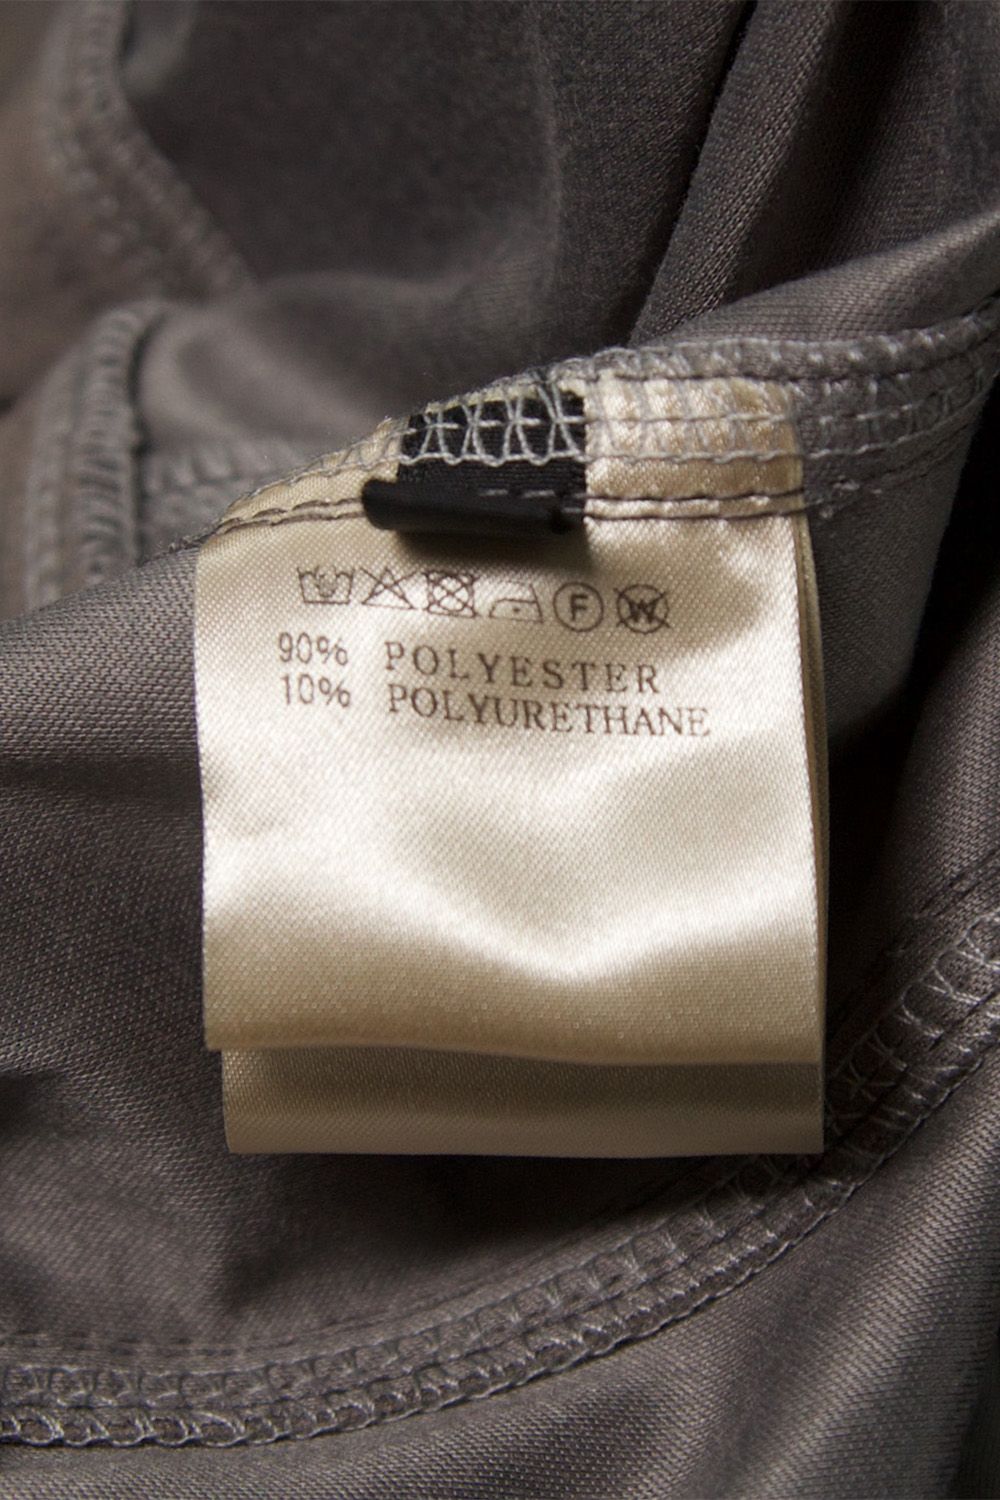 F W
90% POLYESTER
10% POLYURETHANE